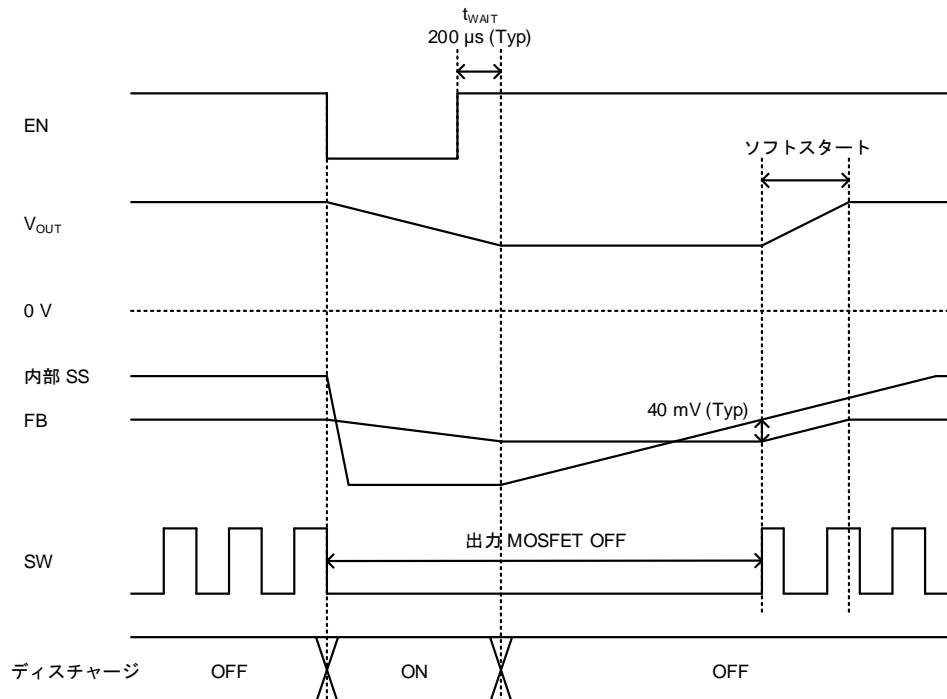 tWAIT
200 µs (Typ)
EN
ソフトスタート
VOUT
0 V
内部 SS
FB
40 mV (Typ)
SW
出力 MOSFET OFF
ディスチャージ OFF ON OFF